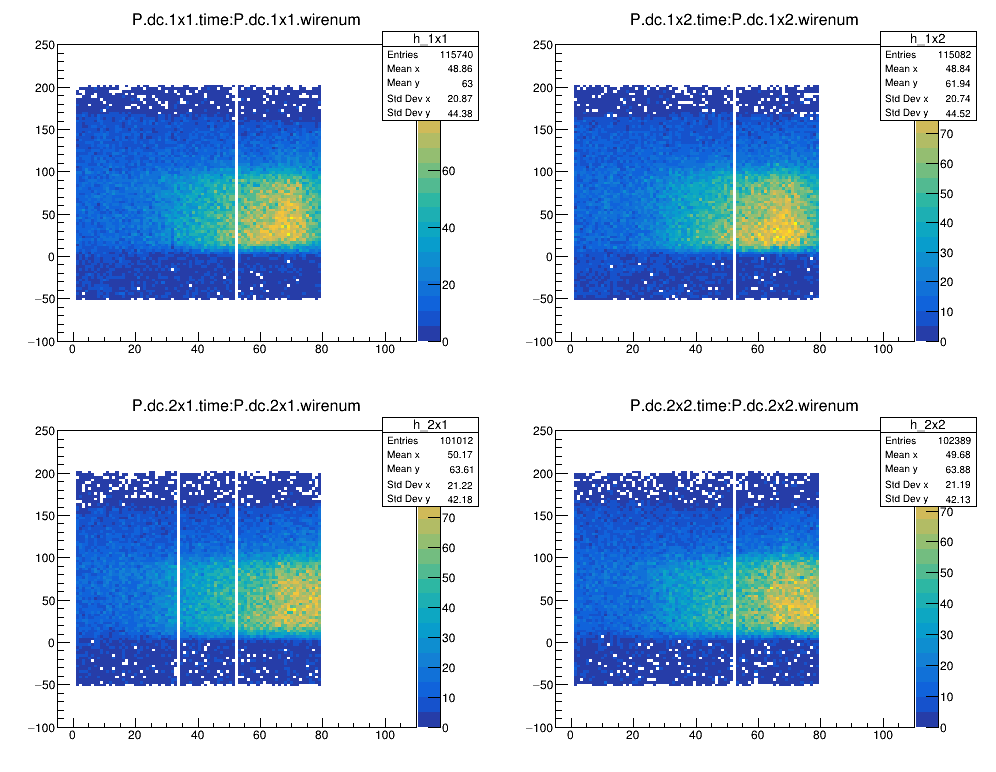 P.dc.1x1.time:P.dc.1x1.wirenum
h_1x1
Entries 115740
Mean x 48.86
Mean y 63
Std Dev x 20.87
Std Dev y 44.38
250
200
150
100
50
0
−50
−100
0 20 40 60 80 100
60
40
20
0
P.dc.1x2.time:P.dc.1x2.wirenum
h_1x2
Entries 115082
Mean x 48.84
Mean y 61.94
Std Dev x 20.74
Std Dev y 44.52
250
200
150
100
50
0
−50
−100
0 20 40 60 80 100
70
60
50
40
30
20
10
0
P.dc.2x1.time:P.dc.2x1.wirenum
h_2x1
Entries 101012
Mean x 50.17
Mean y 63.61
Std Dev x 21.22
Std Dev y 42.18
250
200
150
100
50
0
−50
−100
0 20 40 60 80 100
70
60
50
40
30
20
10
0
P.dc.2x2.time:P.dc.2x2.wirenum
h_2x2
Entries 102389
Mean x 49.68
Mean y 63.88
Std Dev x 21.19
Std Dev y 42.13
250
200
150
100
50
0
−50
−100
0 20 40 60 80 100
70
60
50
40
30
20
10
0